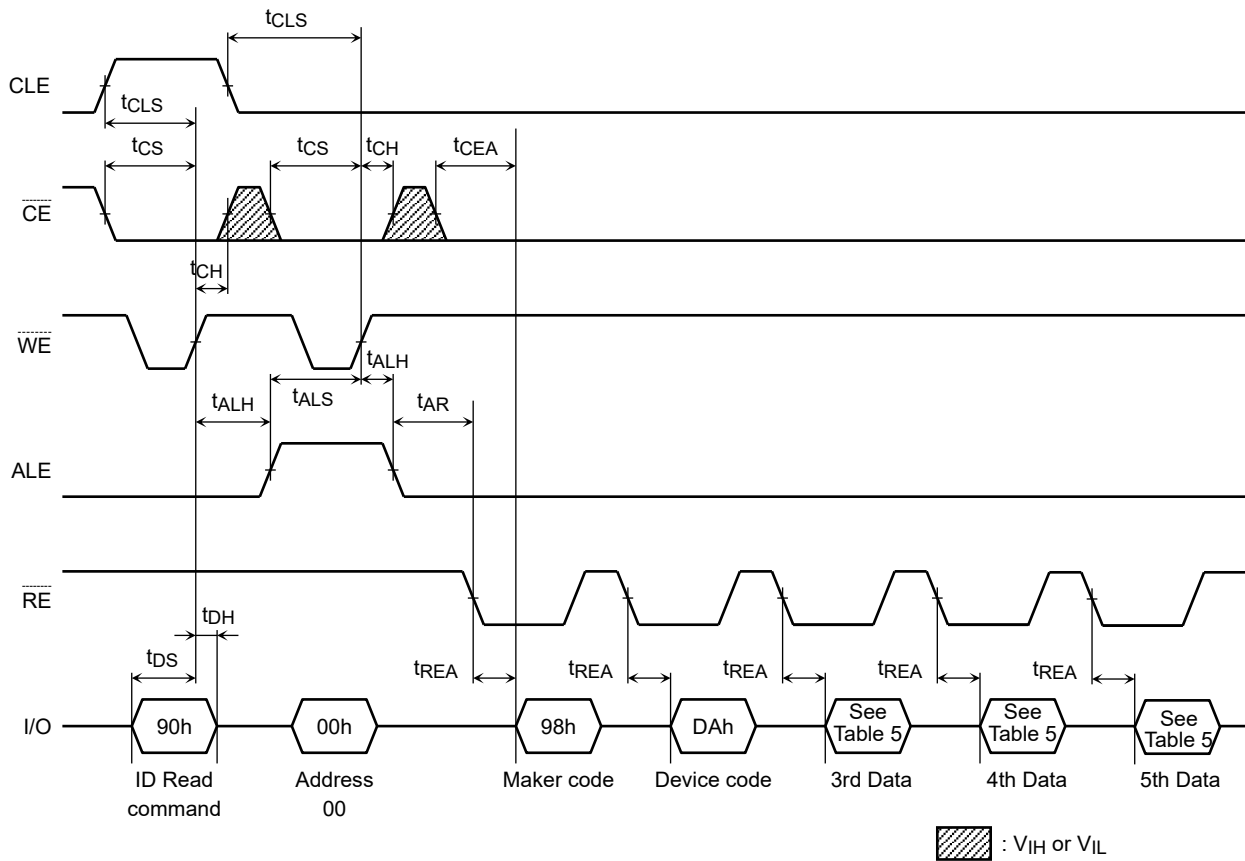 tCLS
CLE
tCLS
tCS
tCS
tCH
tCEA
CE
tCH
WE
tALH
tALH
tALS
tAR
ALE
RE
tDH
tDS
tREA
tREA
tREA
tREA
tREA
I/O
90h
00h
98h
DAh
See
Table 5
See
Table 5
See
Table 5
ID Read
command
Address
00
Maker code
Device code
3rd Data
4th Data
5th Data
: VIH or VIL